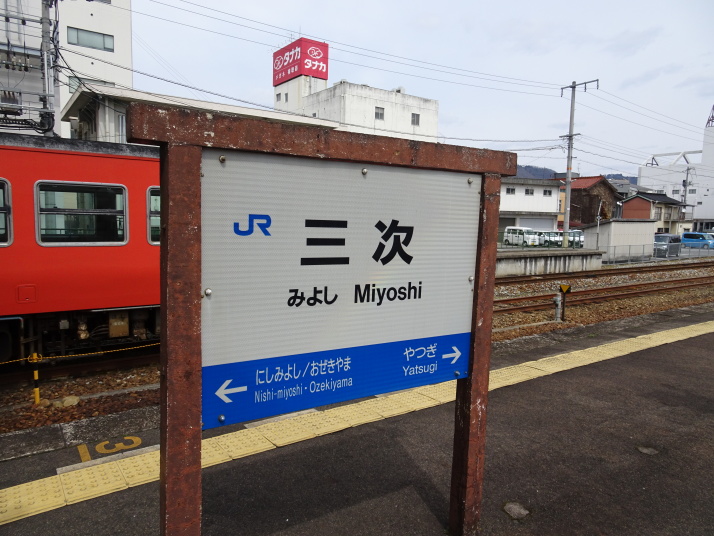 タナカ
タナカ
JR
三次
みよし Miyoshi
にしみよし/おぜきやま
Nishi-miyoshi・Ozekiyama
やつぎ
Yatsugi
13